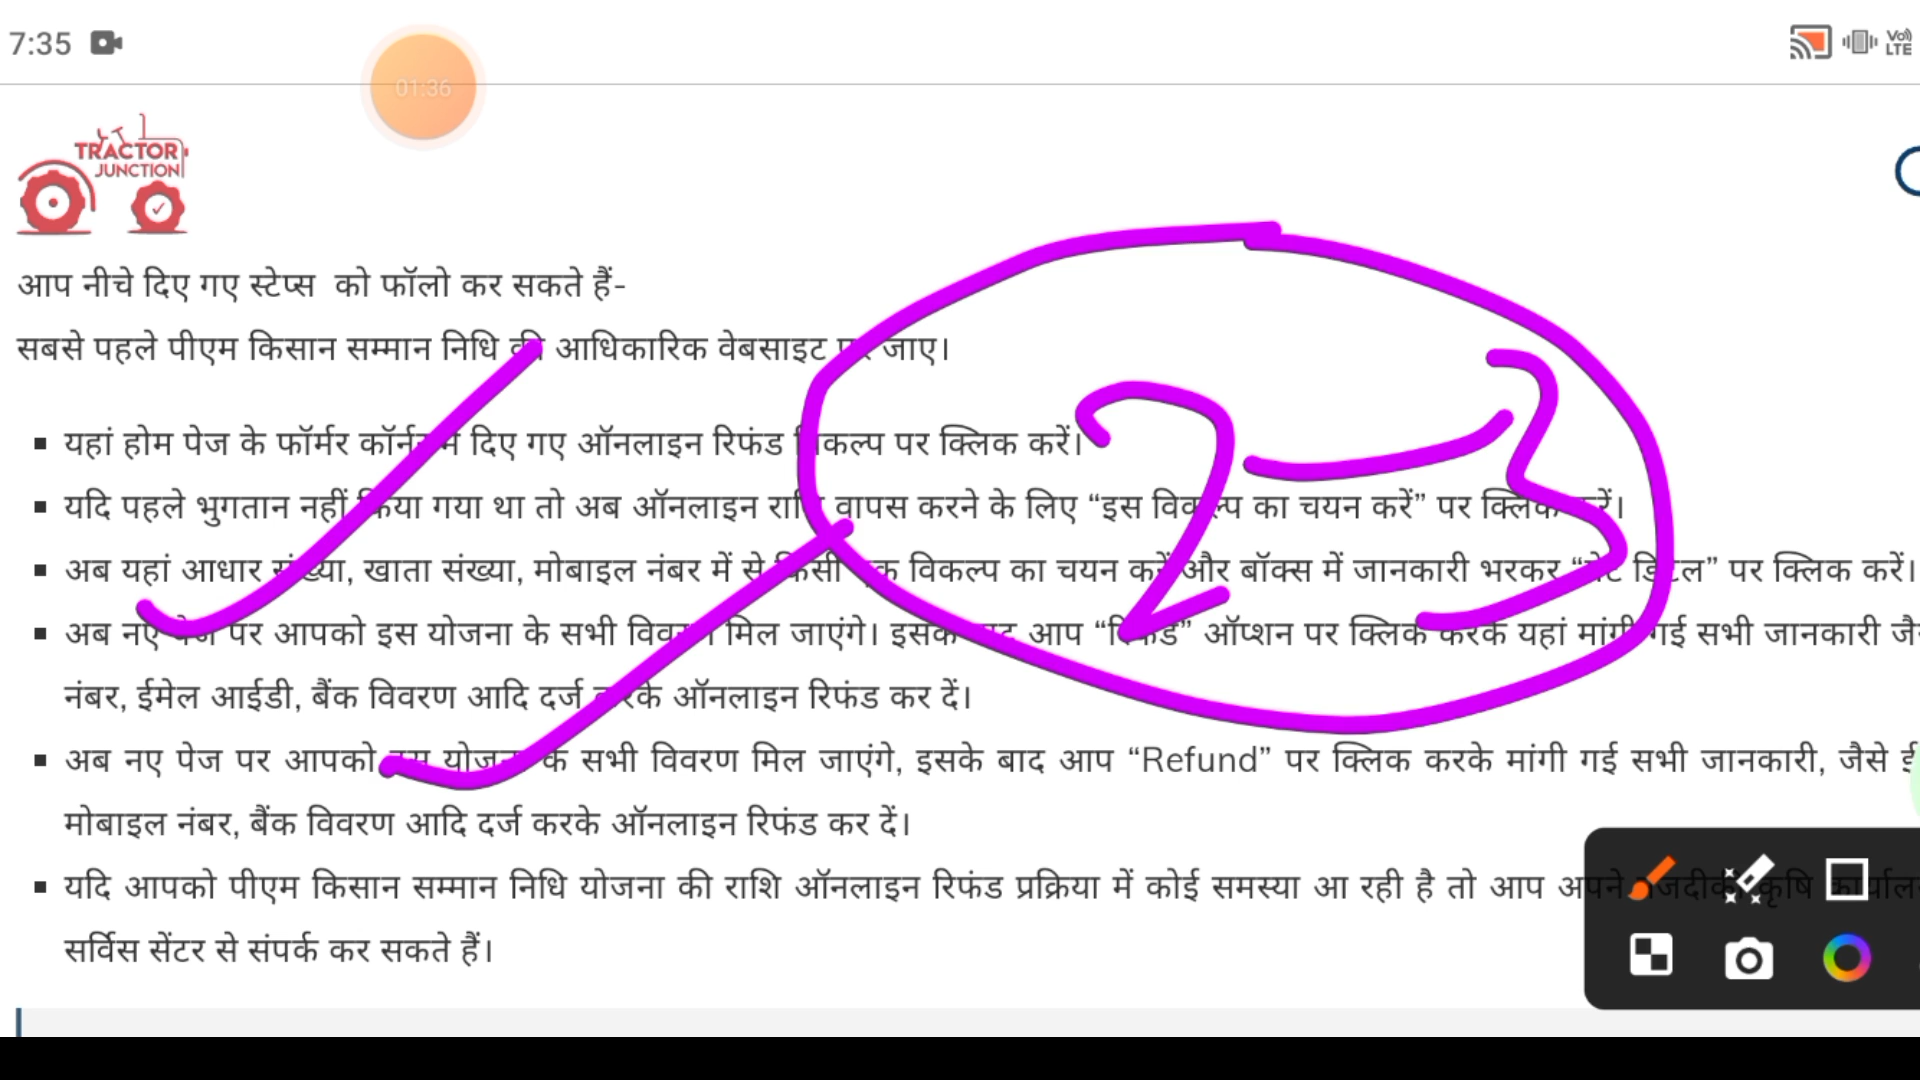 7:35
Vo)) LTE
01:36
TRACTOR
JUNCTION
आप नीचे दिए गए स्टेप्स को फॉलो कर सकते हैं-
सबसे पहले पीएम किसान सम्मान निधि की आधिकारिक वेबसाइट पर जाए।
यहां होम पेज के फॉर्मर कॉर्नर में दिए गए ऑनलाइन रिफंड विकल्प पर क्लिक करें।
2-3
यदि पहले भुगतान नहीं किया गया था तो अब ऑनलाइन राशि वापस करने के लिए “इस विकल्प का चयन करें” पर क्लिक करें।
अब यहां आधार संख्या, खाता संख्या, मोबाइल नंबर में से किसी एक विकल्प का चयन करें और बॉक्स में जानकारी भरकर “गेट डिटेल” पर क्लिक करें।
अब नए पेज पर आपको इस योजना के सभी विवरण मिल जाएंगे। इसके बाद आप “रिफंड” ऑप्शन पर क्लिक करके यहां मांगी गई सभी जानकारी
नंबर, ईमेल आईडी, बैंक विवरण आदि दर्ज करके ऑनलाइन रिफंड कर दें।
अब नए पेज पर आपको इस योजना के सभी विवरण मिल जाएंगे, इसके बाद आप “Refund” पर क्लिक करके मांगी गई सभी जानकारी, जैसे
मोबाइल नंबर, बैंक विवरण आदि दर्ज करके ऑनलाइन रिफंड कर दें।
यदि आपको पीएम किसान सम्मान निधि योजना की राशि ऑनलाइन रिफंड प्रक्रिया में कोई समस्या आ रही है तो आप अपने नजदीकी कृषि
सर्विस सेंटर से संपर्क कर सकते हैं।